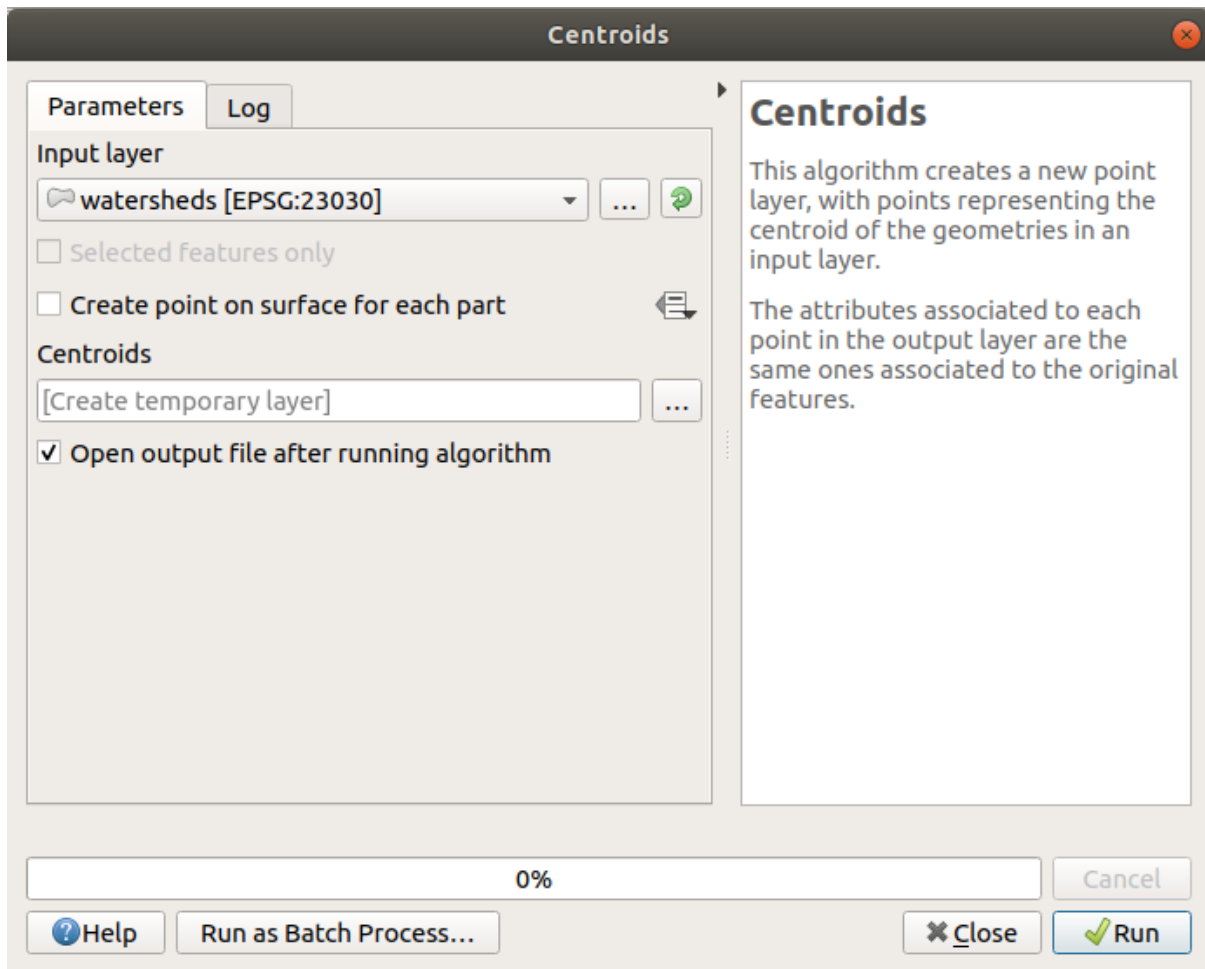 Centroids
Parameters
Log
Input layer
watersheds [EPSG:23030]
...
Selected features only
Create point on surface for each part
Centroids
[Create temporary layer]
...
Open output file after running algorithm
Centroids
This algorithm creates a new point
layer, with points representing the
centroid of the geometries in an
input layer.
The attributes associated to each
point in the output layer are the
same ones associated to the original
features.
0%
Cancel
Help
Run as Batch Process...
Close
Run